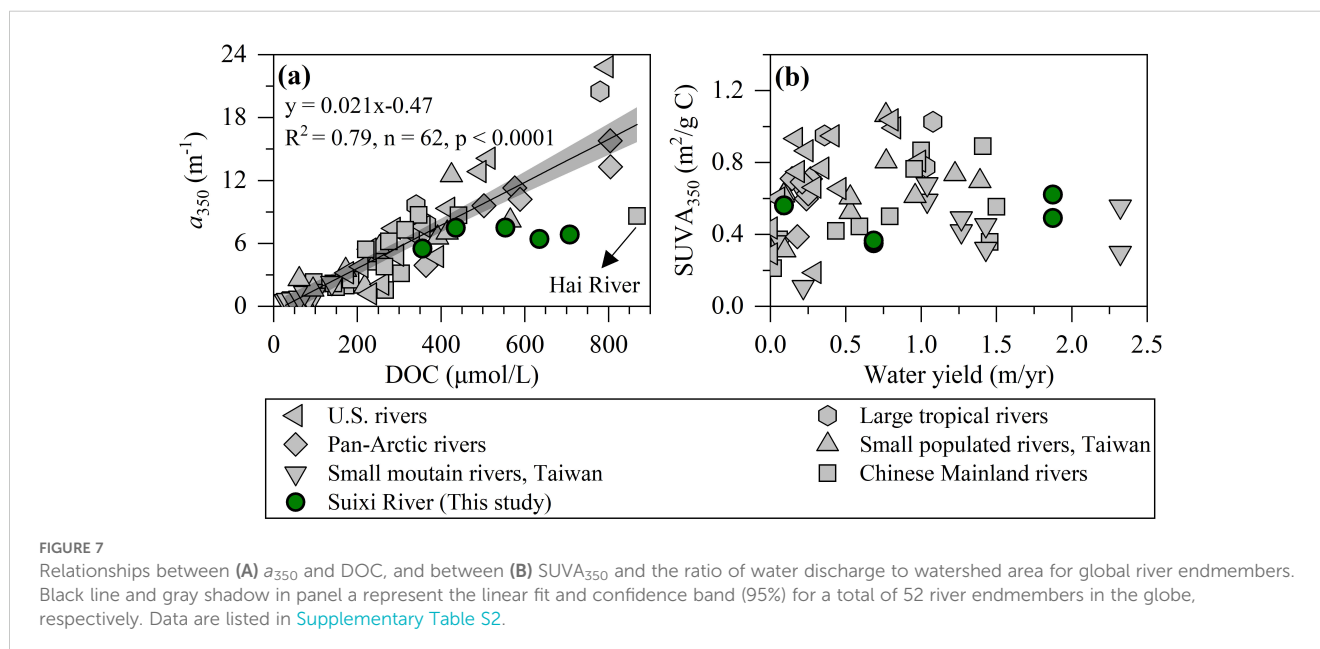 (a)
y = 0.021x-0.47
R² = 0.79, n = 62, p < 0.0001
24
18
12
6
0
a₃₅₀ (m⁻¹)
Hai River
0 200 400 600 800
DOC (μmol/L)
(b)
1.2
0.8
0.4
0.0
SUVA₃₅₀ (m²/g C)
0.0 0.5 1.0 1.5 2.0 2.5
Water yield (m/yr)
U.S. rivers
Pan-Arctic rivers
Small moutain rivers, Taiwan
Suixi River (This study)
Large tropical rivers
Small populated rivers, Taiwan
Chinese Mainland rivers
FIGURE 7
Relationships between (A) a₃₅₀ and DOC, and between (B) SUVA₃₅₀ and the ratio of water discharge to watershed area for global river endmembers.
Black line and gray shadow in panel a represent the linear fit and confidence band (95%) for a total of 52 river endmembers in the globe,
respectively. Data are listed in Supplementary Table S2.